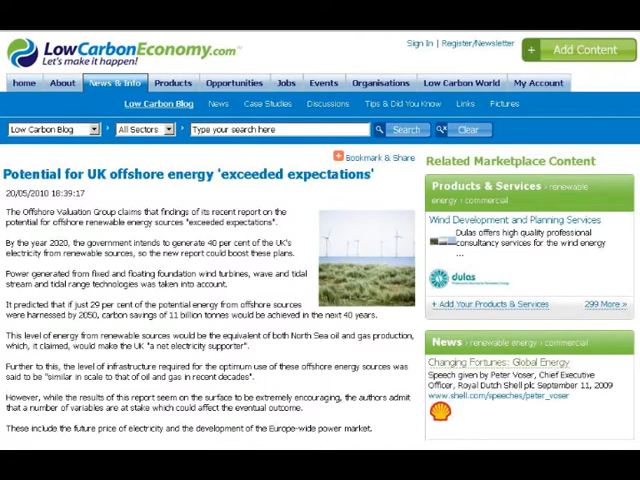 LowCarbonEconomy.com
Let's make it happen!
Sign In | Register/Newsletter
+ Add Content
home About News & Info Products Opportunities Jobs Events Organisations Low Carbon World My Account
Low Carbon Blog News Case Studies Discussions Tips & Did You Know Links Pictures
Low Carbon Blog All Sectors Type your search here Search Clear
Bookmark & Share
Potential for UK offshore energy 'exceeded expectations'
20/05/2010 18:39:17
The Offshore Valuation Group claims that findings of its recent report on the
potential for offshore renewable energy sources "exceeded expectations".
By the year 2020, the government intends to generate 40 per cent of the UK's
electricity from renewable sources, so the new report could boost these plans.
Power generated from fixed and floating foundation wind turbines, wave and tidal
stream and tidal range technologies was taken into account.
It predicted that if just 29 per cent of the potential energy from offshore sources
were harnessed by 2050, carbon savings of 11 billion tonnes would be achieved in the next 40 years.
This level of energy from renewable sources would be the equivalent of both North Sea oil and gas production,
which, it claimed, would make the UK "a net electricity supporter".
Further to this, the level of infrastructure required for the optimum use of these offshore energy sources was
said to be "similar in scale to that of oil and gas in recent decades".
However, while the results of this report seem on the surface to be extremely encouraging, the authors admit
that a number of variables are at stake which could affect the eventual outcome.
These include the future price of electricity and the development of the Europe-wide power market.
Related Marketplace Content
Products & Services › renewable
energy › commercial
Wind Development and Planning Services
Dulas offers high quality professional
consultancy services for the wind energy
...
dulas
+ Add Your Products & Services 299 More »
News › renewable energy › commercial
Changing Fortunes: Global Energy
Speech given by Peter Voser, Chief Executive
Officer, Royal Dutch Shell plc September 11, 2009
www.shell.com/speeches/peter_voser